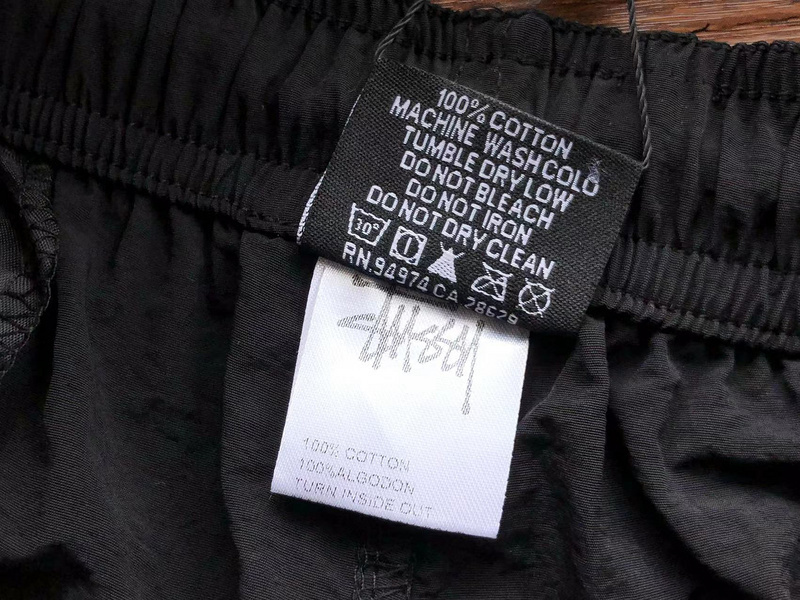 100% COTTON
MACHINE WASH COLD
TUMBLE DRY LOW
DO NOT BLEACH
DO NOT IRON
DO NOT DRY CLEAN
30°
RN.94974 CA 28629
Stussy
100% COTTON
100%ALGODON
TURN INSIDE OUT